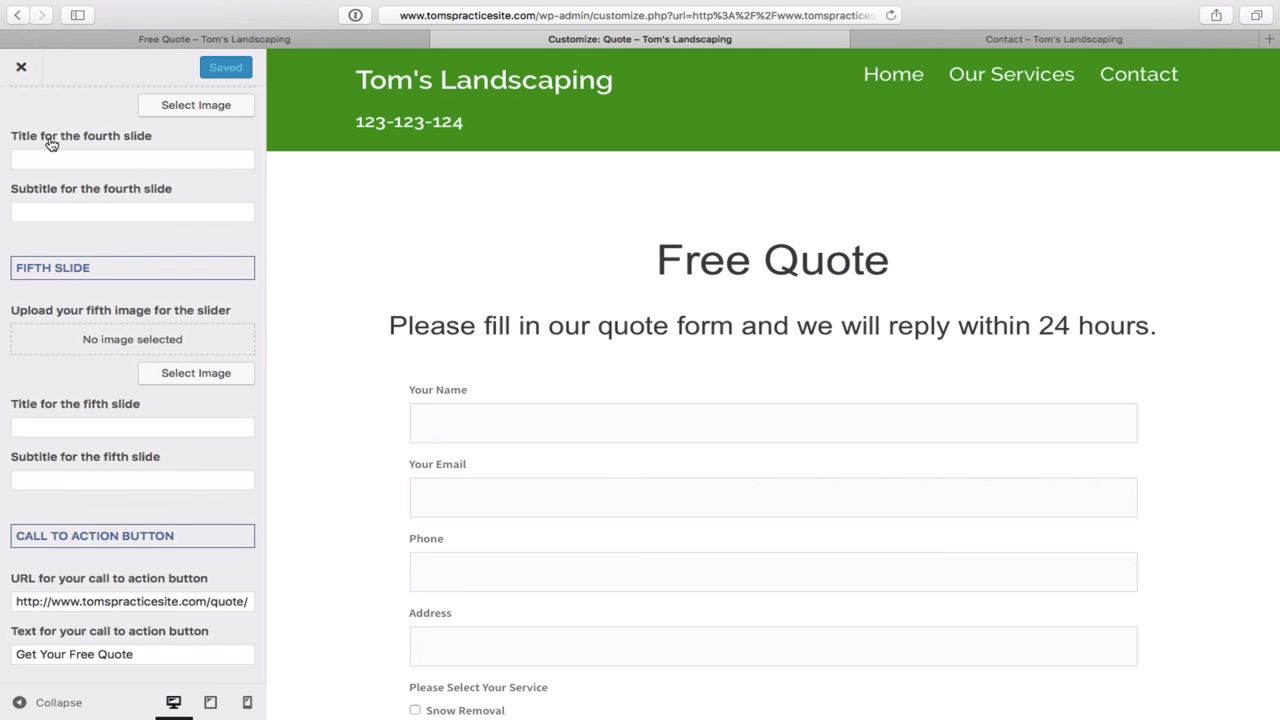 www.tomspracticesite.com/wp-admin/customize.php?url=http%3A%2F%2Fwww.tomspractices...
Free Quote – Tom's Landscaping
Customize: Quote – Tom's Landscaping
Contact – Tom's Landscaping
Saved
Select Image
Title for the fourth slide
Subtitle for the fourth slide
FIFTH SLIDE
Upload your fifth image for the slider
No image selected
Select Image
Title for the fifth slide
Subtitle for the fifth slide
CALL TO ACTION BUTTON
URL for your call to action button
http://www.tomspracticesite.com/quote/
Text for your call to action button
Get Your Free Quote
Collapse
Tom's Landscaping
123-123-124
Home Our Services Contact
Free Quote
Please fill in our quote form and we will reply within 24 hours.
Your Name
Your Email
Phone
Address
Please Select Your Service
Snow Removal